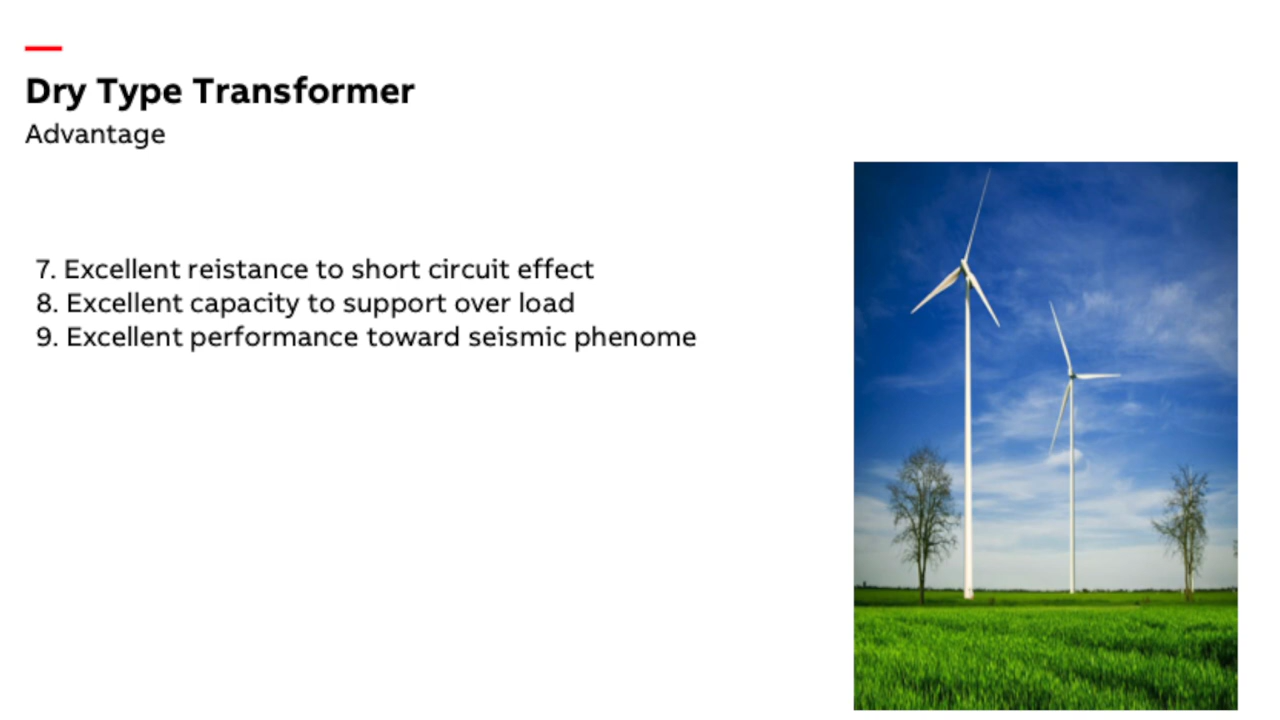 Dry Type Transformer
Advantage
7. Excellent reistance to short circuit effect
8. Excellent capacity to support over load
9. Excellent performance toward seismic phenome